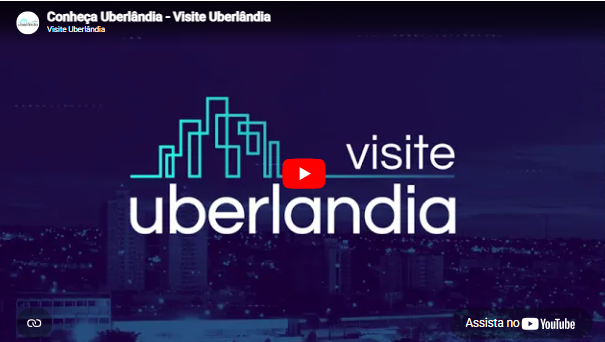 Conheça Uberlândia - Visite Uberlândia
Visite Uberlândia
visite
uberlandia
Assista no YouTube